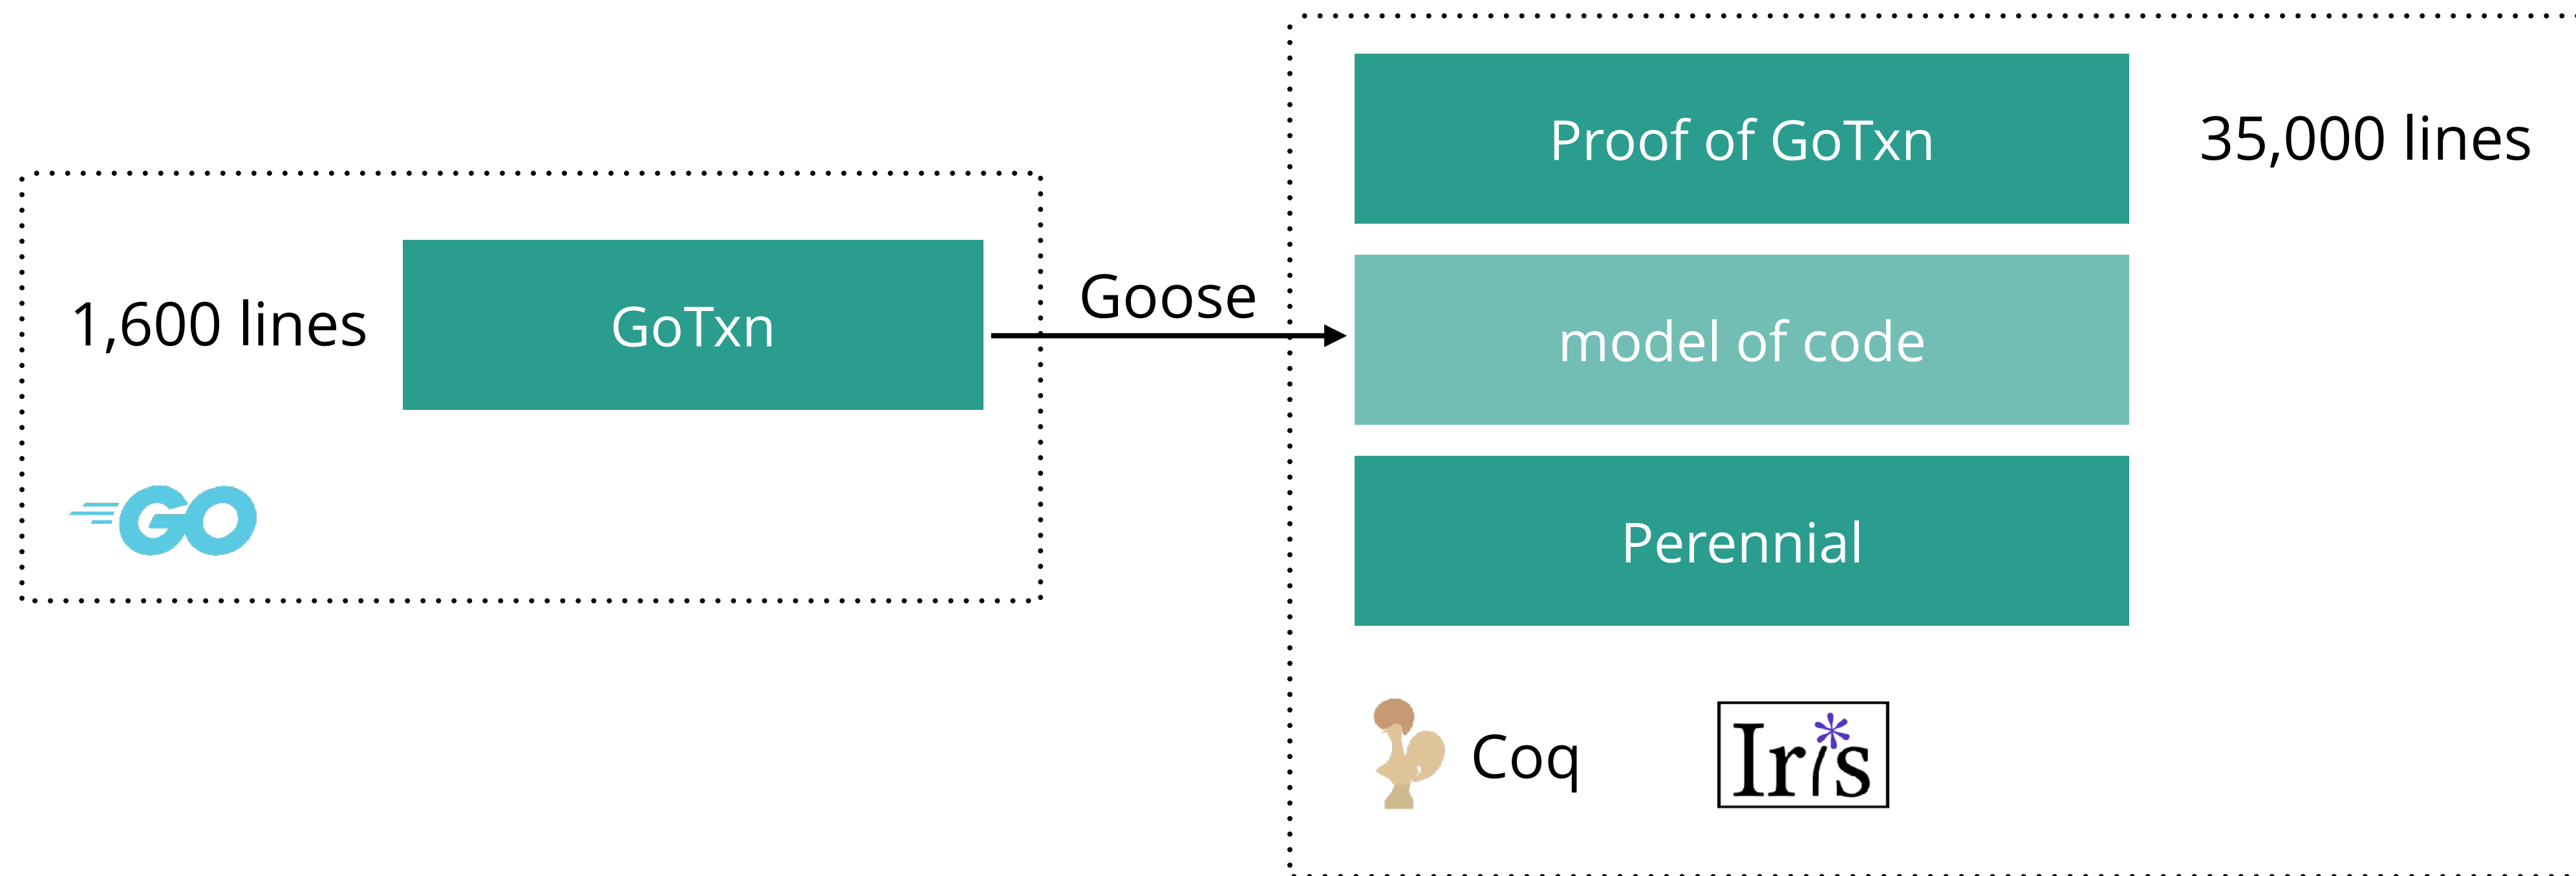 1,600 lines
GoTxn
GO
Goose
Proof of GoTxn
35,000 lines
model of code
Perennial
Coq
Iris